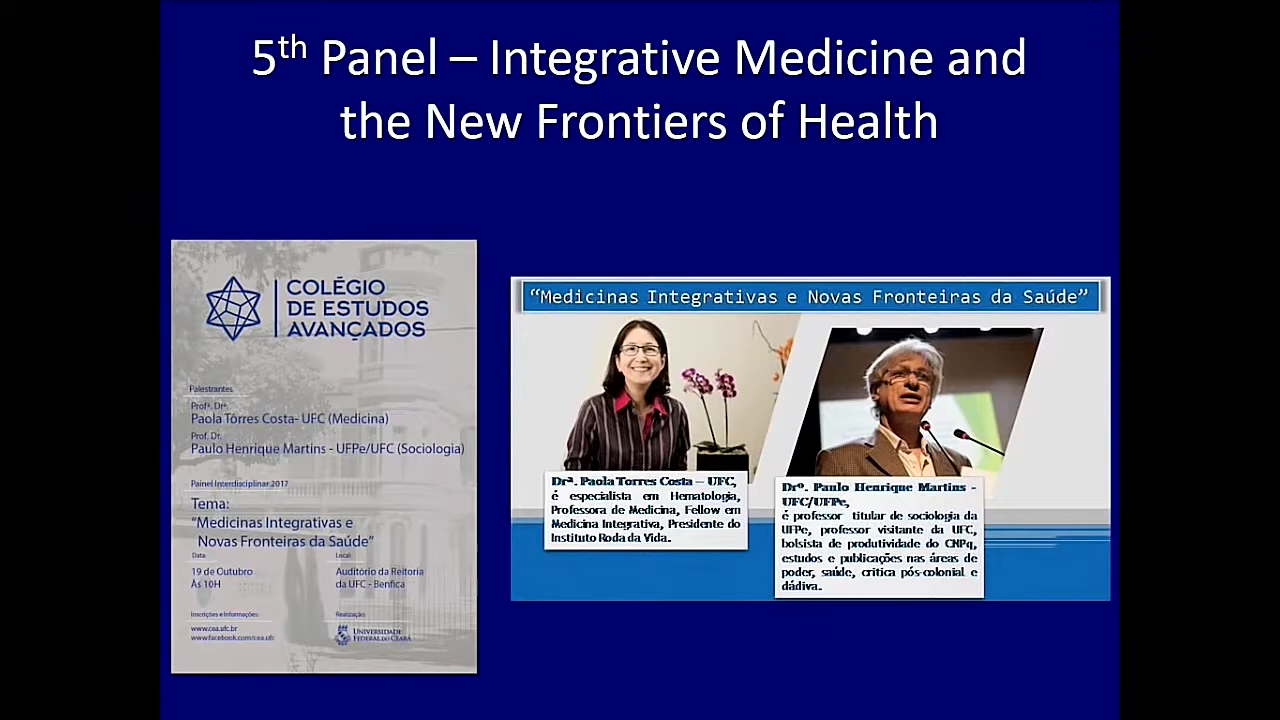 5th Panel – Integrative Medicine and
the New Frontiers of Health
COLÉGIO
DE ESTUDOS
AVANÇADOS
Palestrantes
Profª. Drª.
Paola Tôrres Costa- UFC (Medicina)
Prof. Dr.
Paulo Henrique Martins - UFPe/UFC (Sociologia)
Painel Interdisciplinar 2017
Tema:
"Medicinas Integrativas e
Novas Fronteiras da Saúde"
Data:
19 de Outubro
Às 10H
Local:
Auditório da Reitoria
da UFC - Benfica
Inscrições e Informações:
www.cea.ufc.br
www.facebook.com/cea.ufc
Realização:
UNIVERSIDADE
FEDERAL DO CEARÁ
"Medicinas Integrativas e Novas Fronteiras da Saúde"
Drª. Paola Torres Costa – UFC,
é especialista em Hematologia,
Professora de Medicina, Fellow em
Medicina Integrativa, Presidente do
Instituto Roda da Vida.
Drº. Paulo Henrique Martins -
UFC/UFPe,
é professor titular de sociologia da
UFPe, professor visitante da UFC,
bolsista de produtividade do CNPq,
estudos e publicações nas áreas de
poder, saúde, critica pós-colonial e
dádiva.